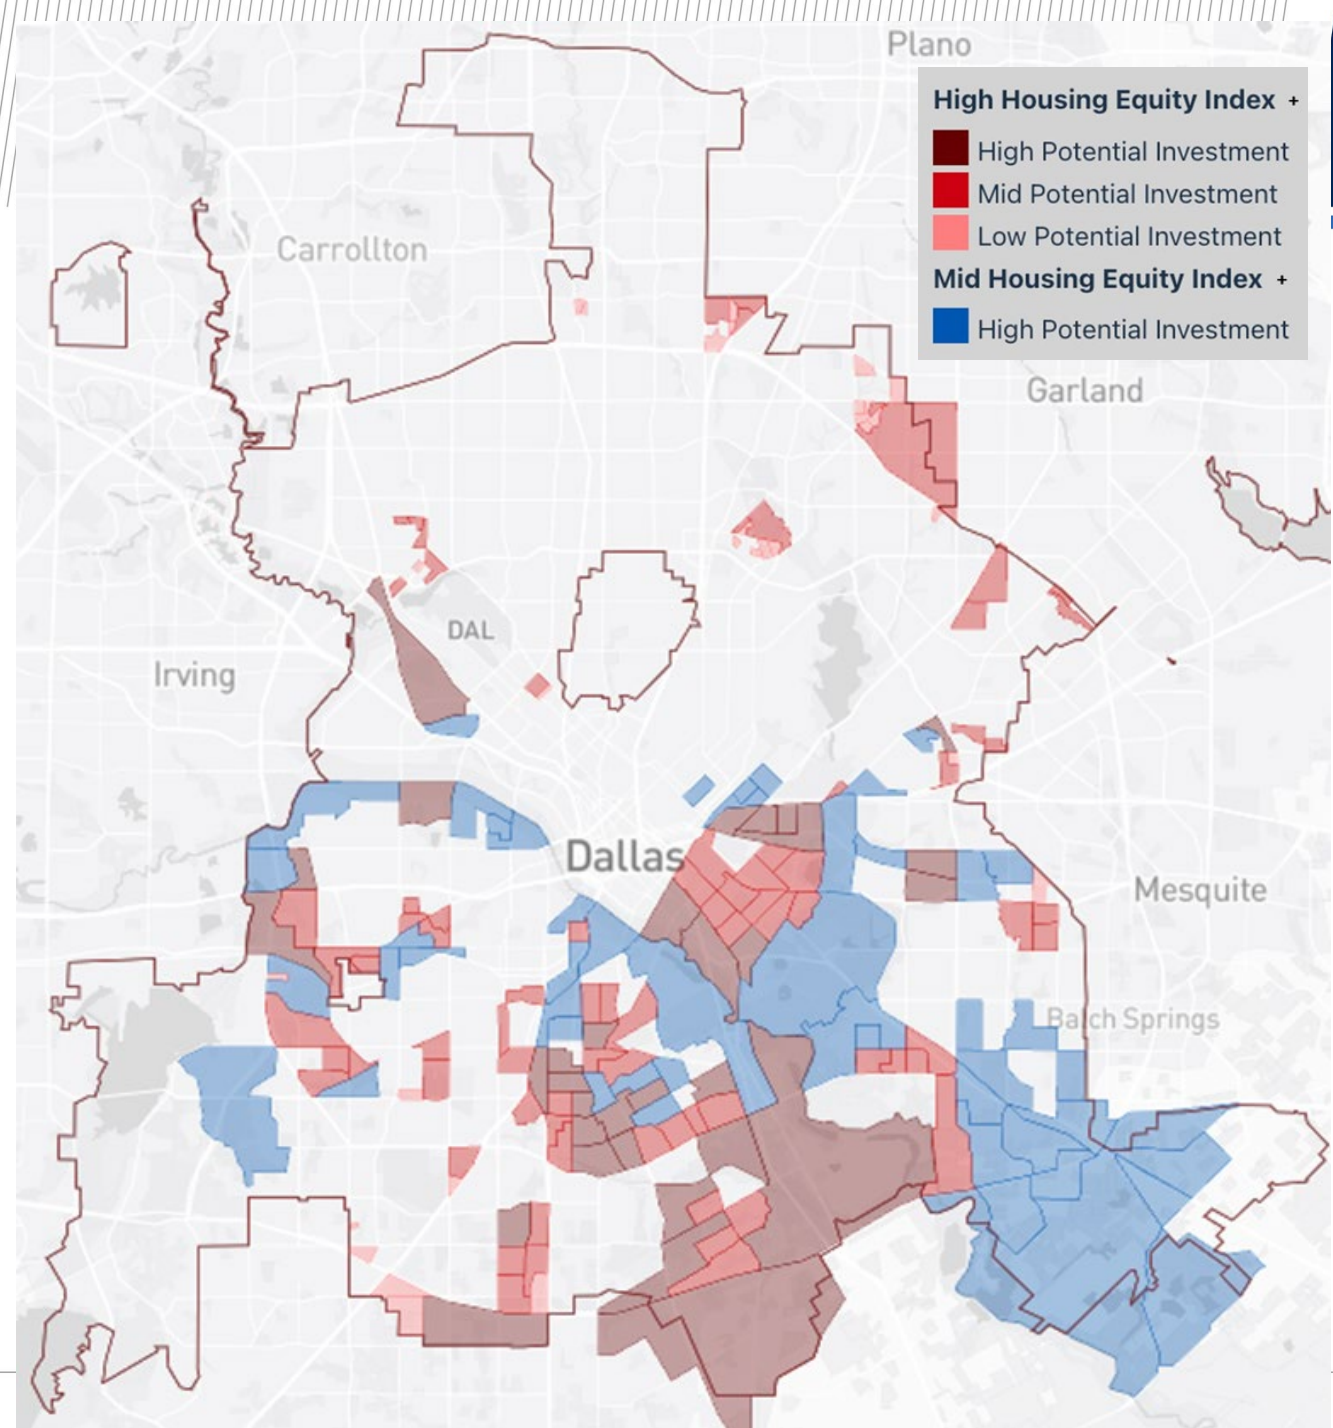 Plano
High Housing Equity Index +
High Potential Investment
Mid Potential Investment
Low Potential Investment
Mid Housing Equity Index +
High Potential Investment
Carrollton
Garland
DAL
Irving
Dallas
Mesquite
Balch Springs